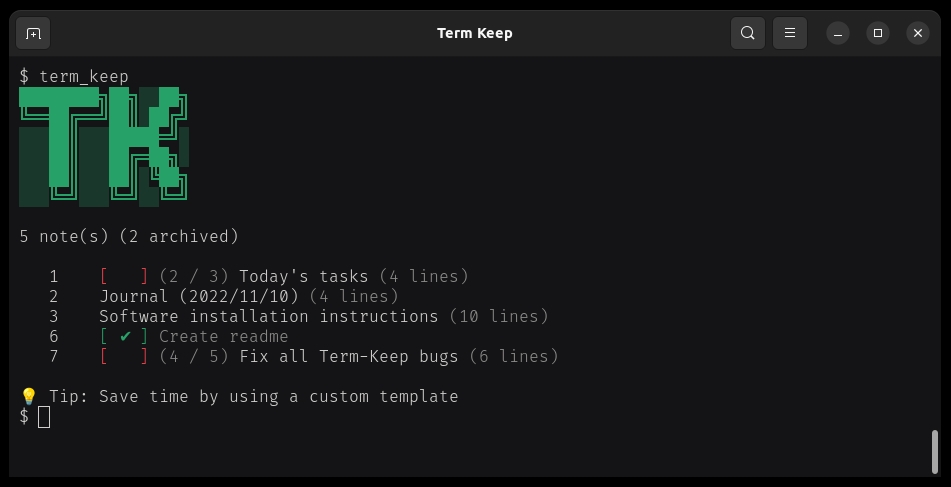 Term Keep
$ term_keep
TK
5 note(s) (2 archived)
1 [ ] (2 / 3) Today's tasks (4 lines)
2 Journal (2022/11/10) (4 lines)
3 Software installation instructions (10 lines)
6 [ ✔ ] Create readme
7 [ ] (4 / 5) Fix all Term-Keep bugs (6 lines)
💡 Tip: Save time by using a custom template
$